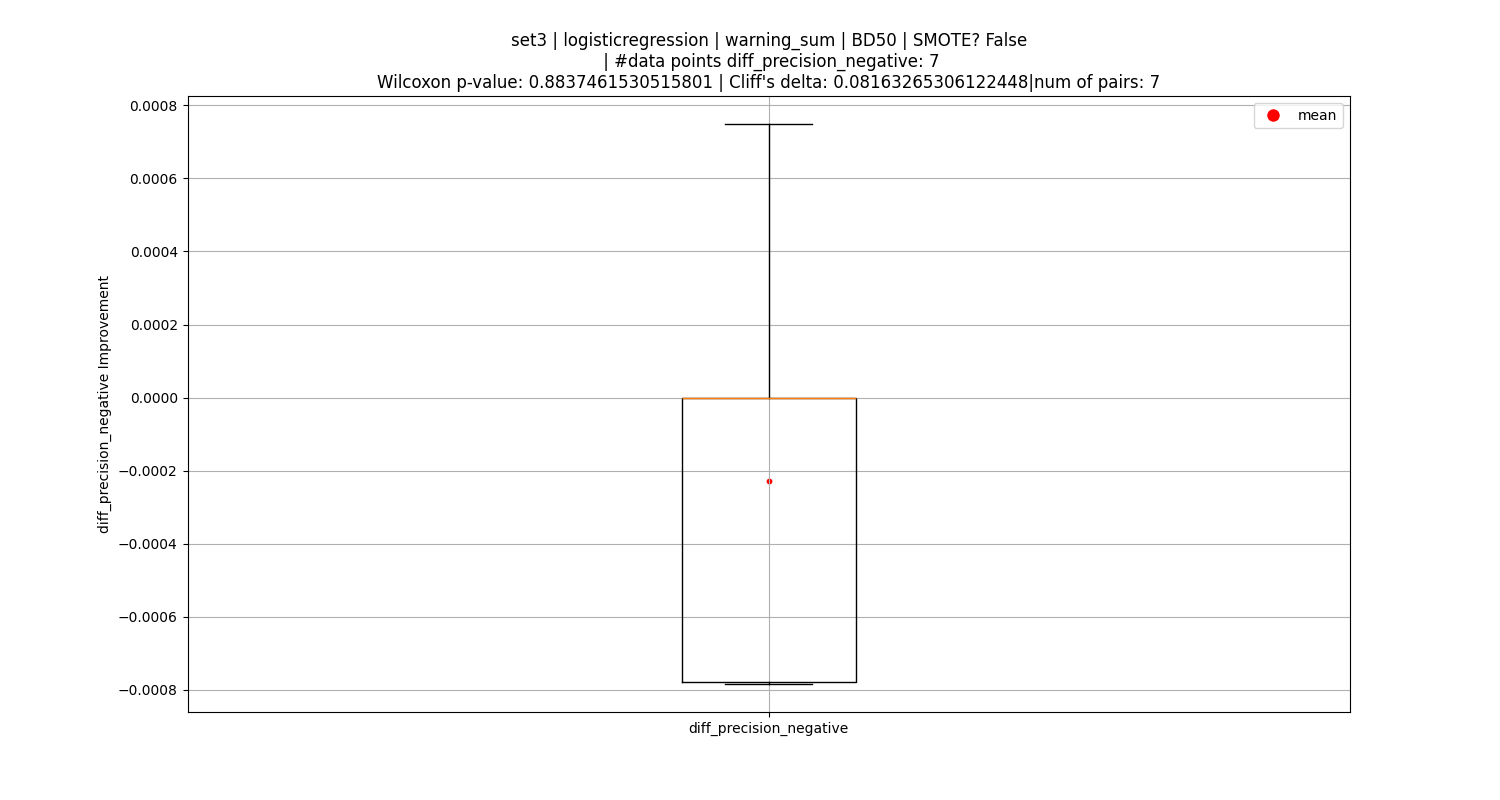 set3 | logisticregression | warning_sum | BD50 | SMOTE? False
| #data points diff_precision_negative: 7
Wilcoxon p-value: 0.8837461530515801 | Cliff's delta: 0.08163265306122448|num of pairs: 7
mean
0.0008
0.0006
0.0004
0.0002
0.0000
−0.0002
−0.0004
−0.0006
−0.0008
diff_precision_negative Improvement
diff_precision_negative